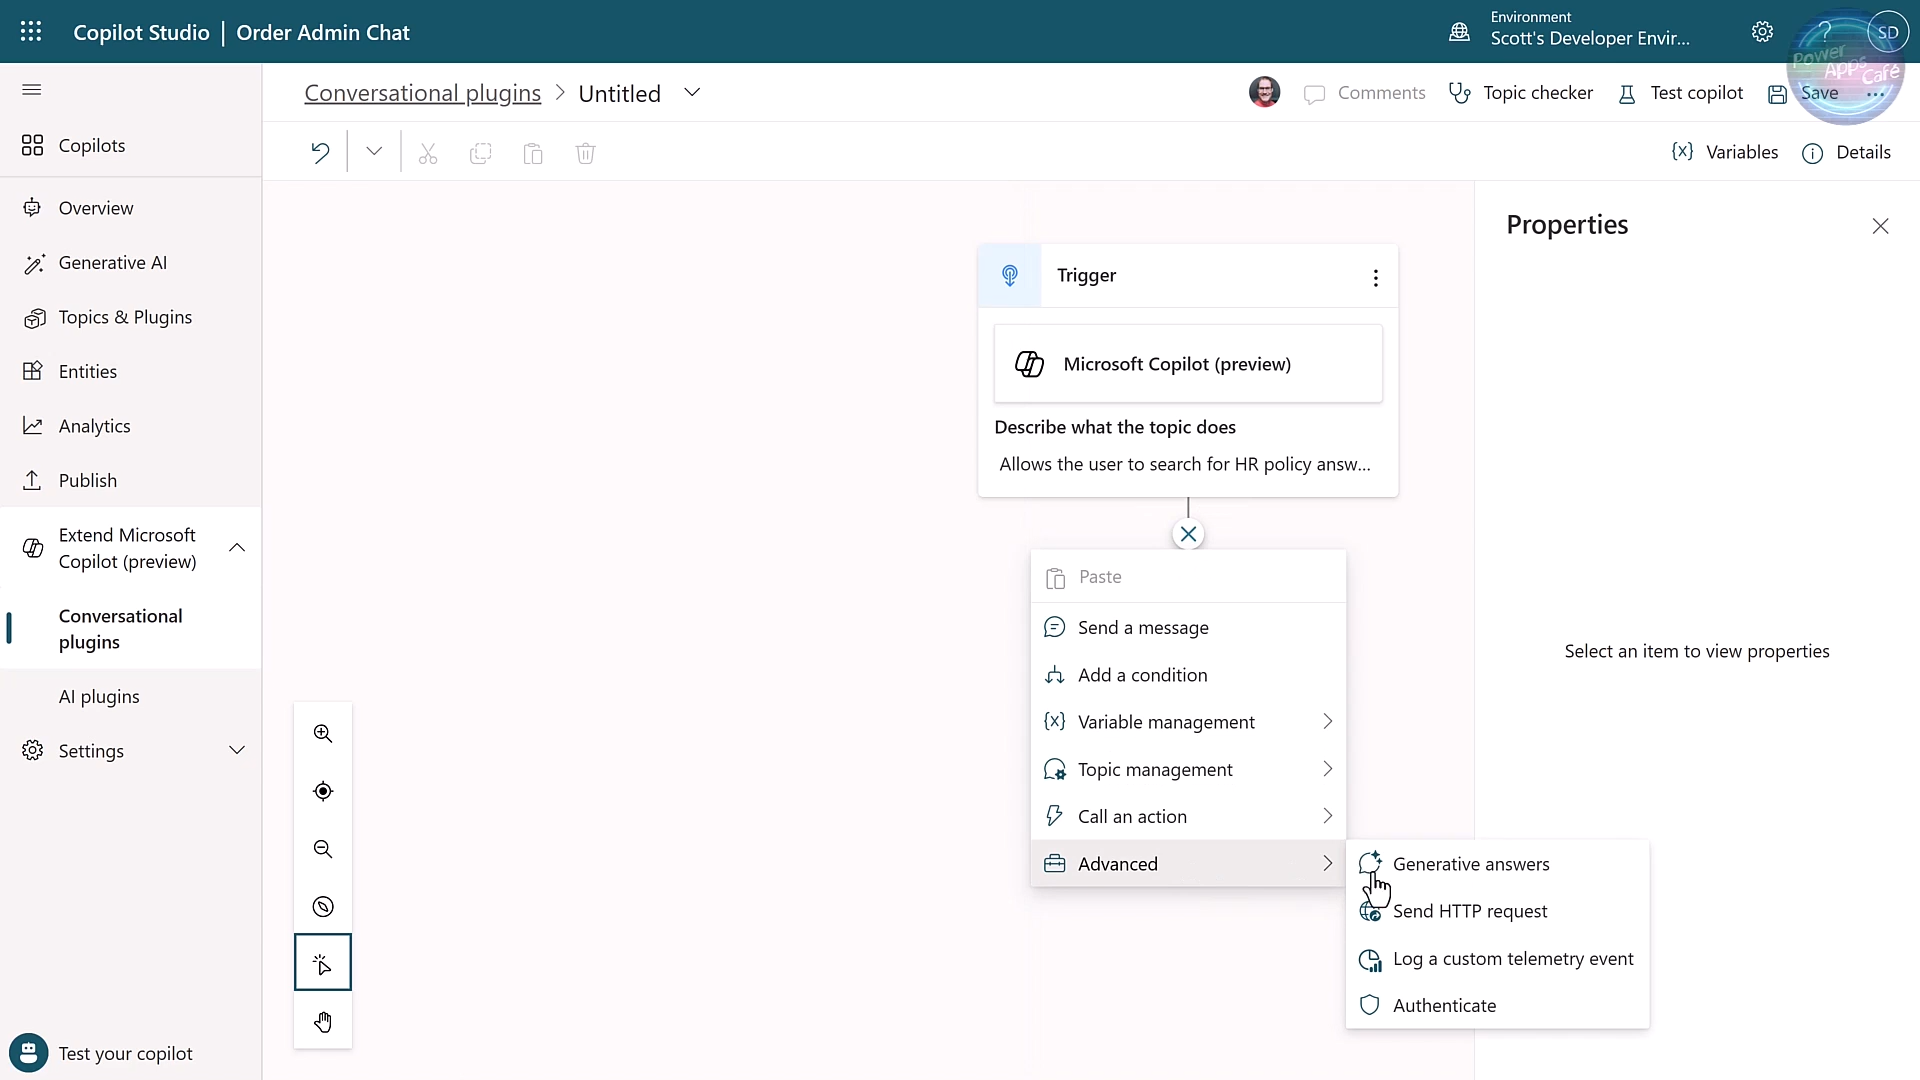 Copilot Studio | Order Admin Chat
Environment
Scott's Developer Envir...
?
SD
Power Apps Café
Conversational plugins > Untitled
Comments
Topic checker
Test copilot
Save
...
Variables
Details
Copilots
Overview
Generative AI
Topics & Plugins
Entities
Analytics
Publish
Extend Microsoft
Copilot (preview)
Conversational
plugins
AI plugins
Settings
Test your copilot
Trigger
Microsoft Copilot (preview)
Describe what the topic does
Allows the user to search for HR policy answ...
Paste
Send a message
Add a condition
{x} Variable management
Topic management
Call an action
Advanced
Generative answers
Send HTTP request
Log a custom telemetry event
Authenticate
Properties
Select an item to view properties